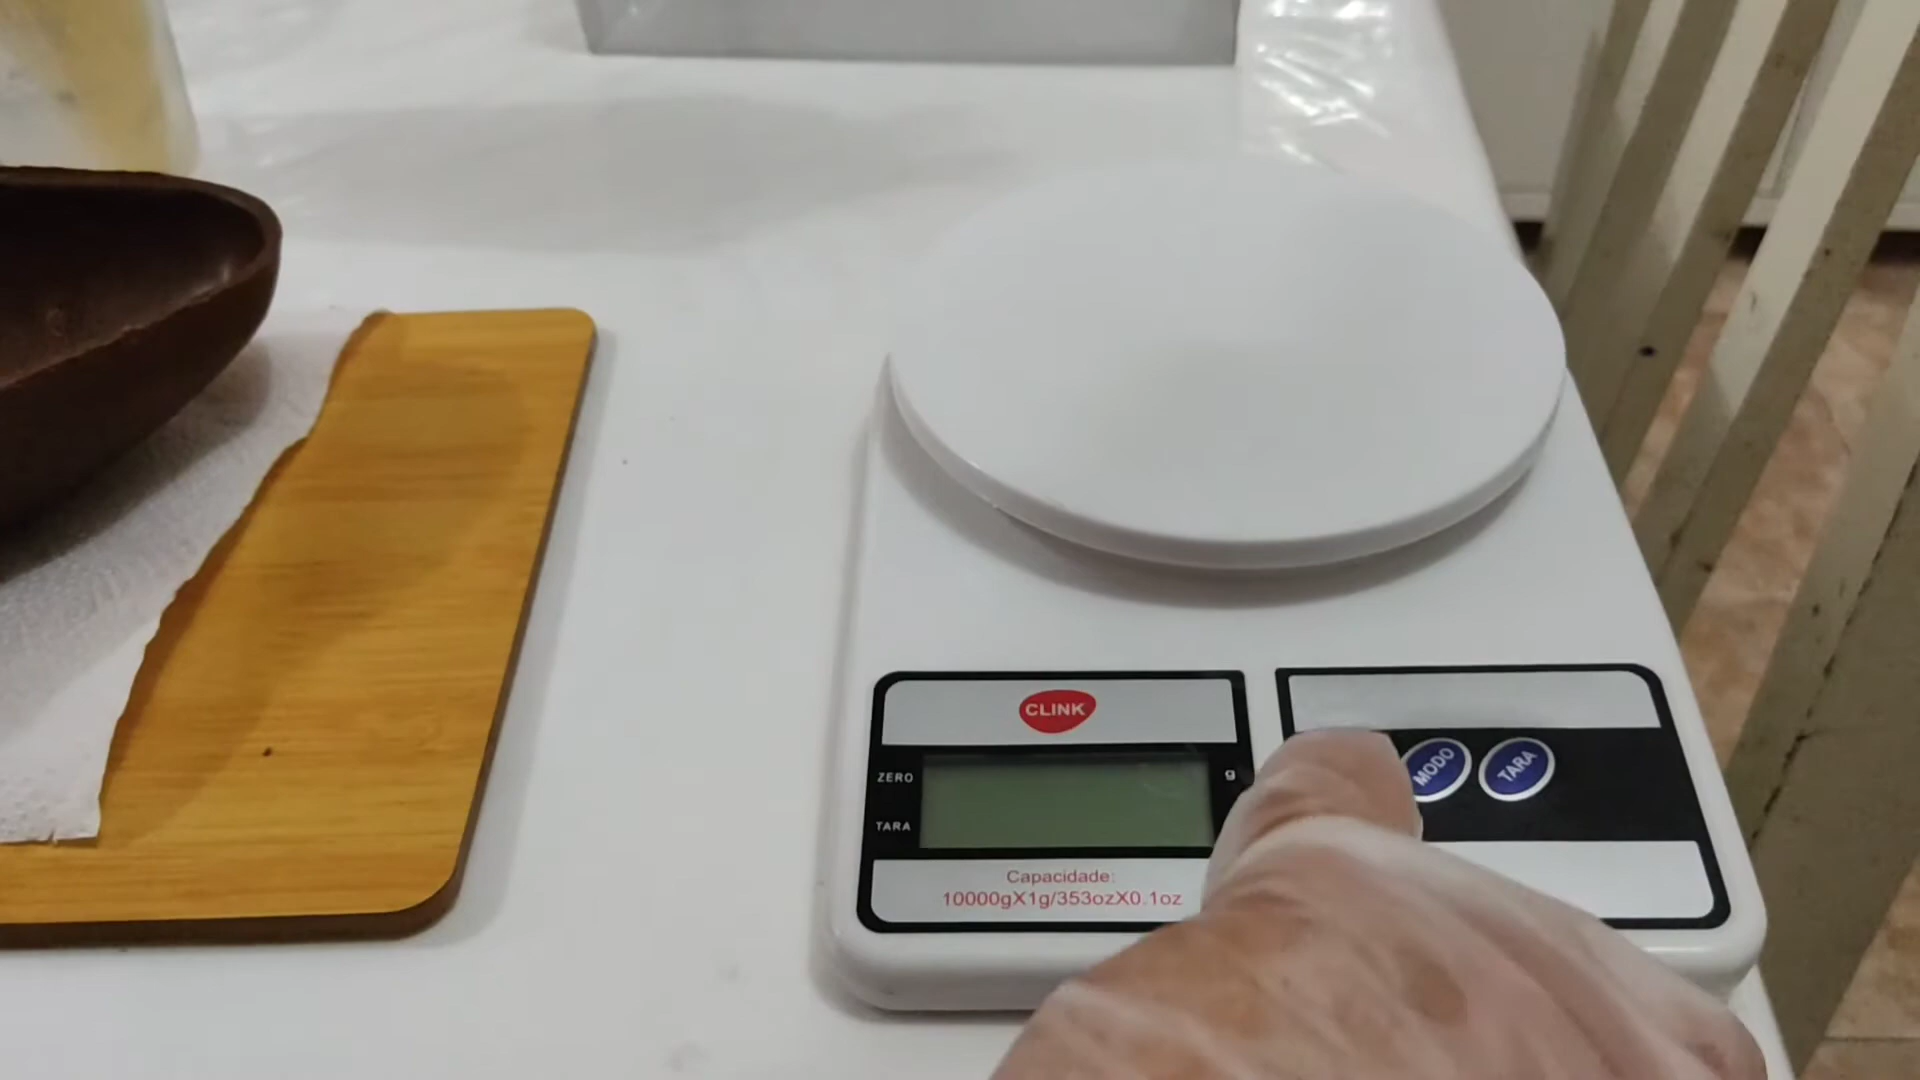 CLINK
ZERO
g
TARA
Capacidade:
10000gX1g/353ozX0.1oz
MODO
TARA